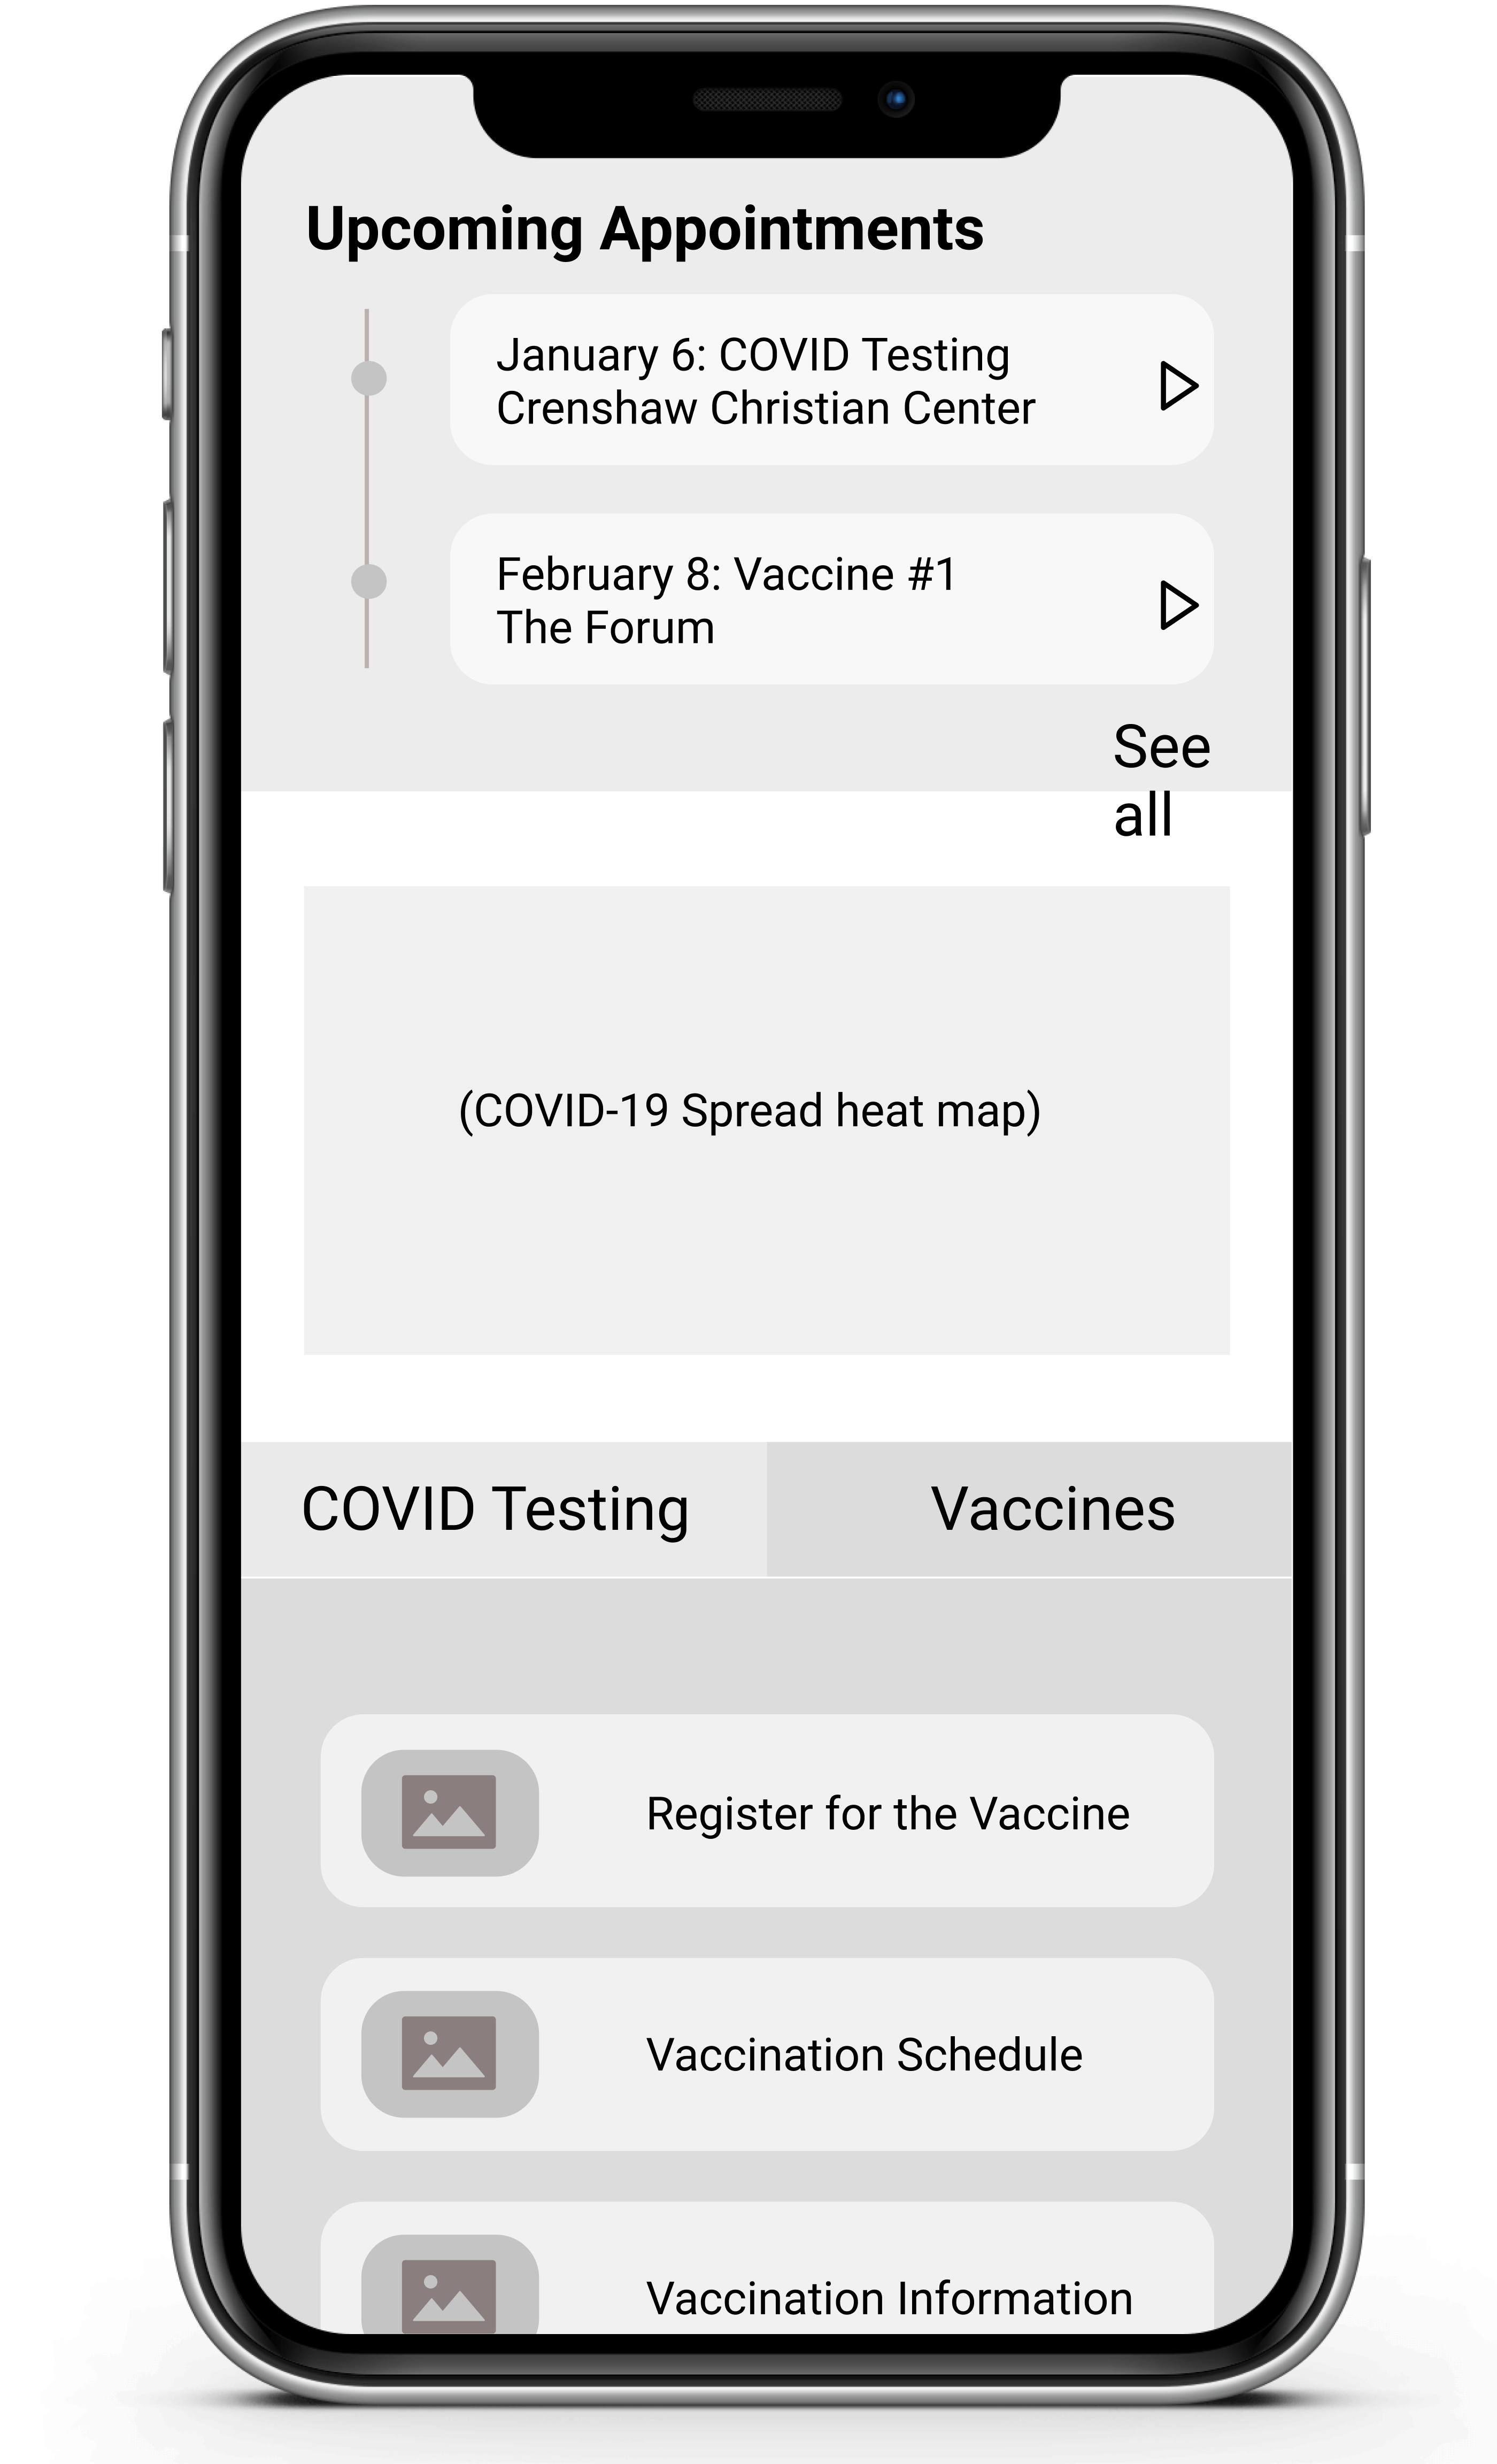 Upcoming Appointments
January 6: COVID Testing
Crenshaw Christian Center
February 8: Vaccine #1
The Forum
See
all
(COVID-19 Spread heat map)
COVID Testing
Vaccines
Register for the Vaccine
Vaccination Schedule
Vaccination Information